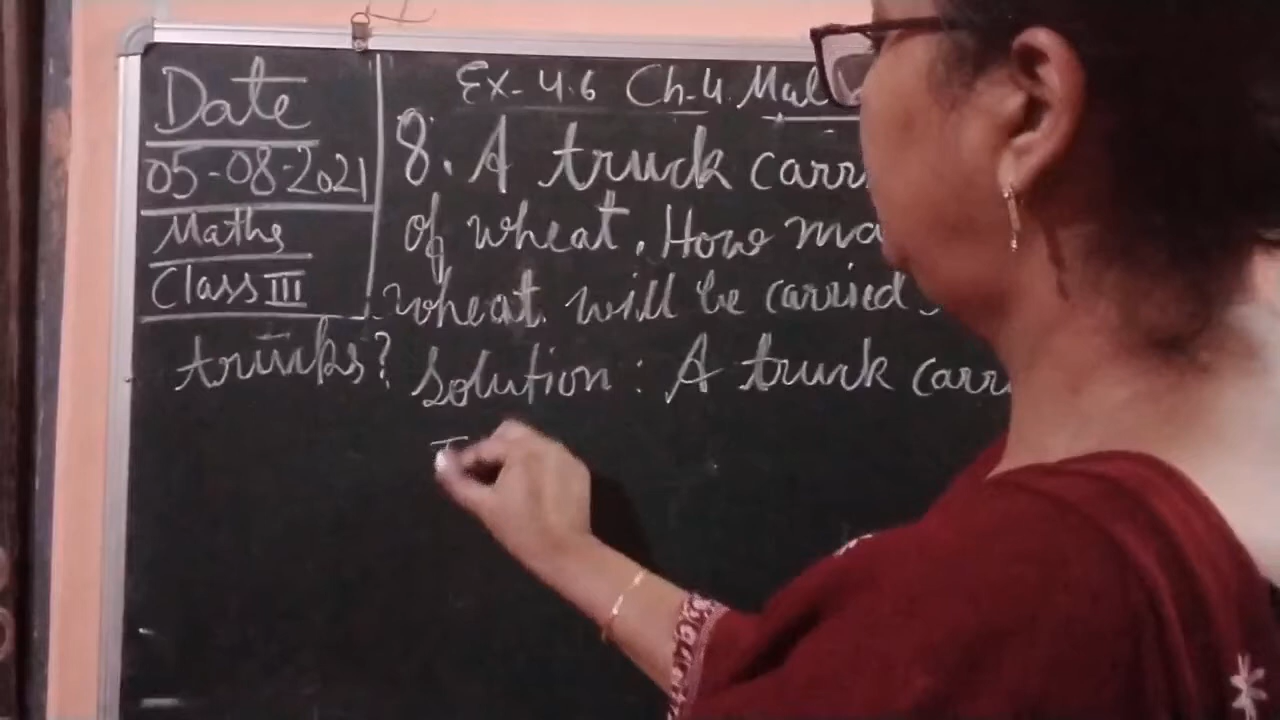 Date
05-08-2021
Maths
Class III
Ex-4.6 Ch-4. Mul
8. A truck carr
of wheat. How ma
wheat will be carried
trucks? Solution : A truck carr